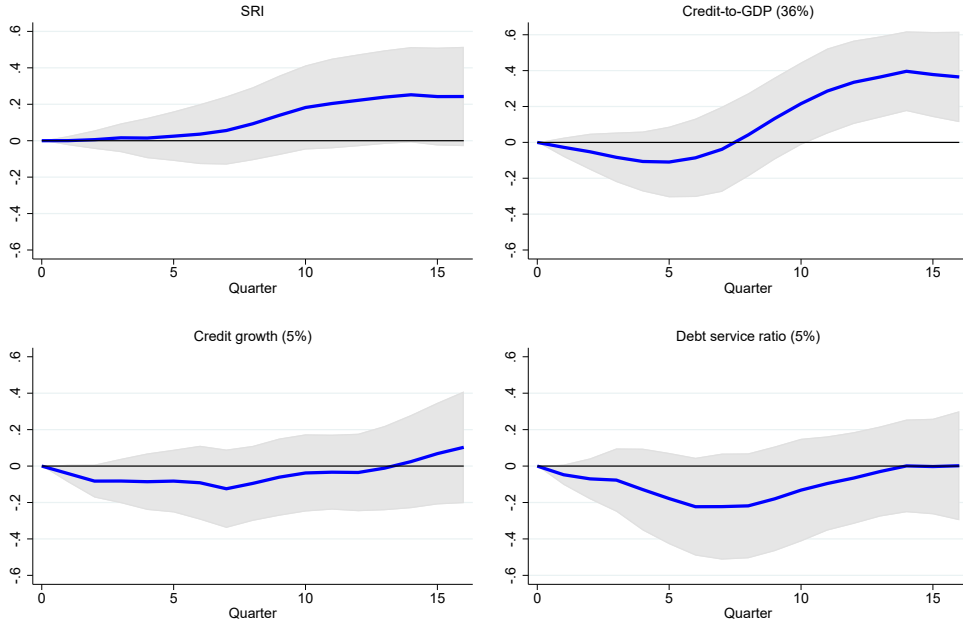 SRI
.6
.4
.2
0
-.2
-.4
-.6
0 5 10 15
Quarter
Credit-to-GDP (36%)
.6
.4
.2
0
-.2
-.4
-.6
0 5 10 15
Quarter
Credit growth (5%)
.6
.4
.2
0
-.2
-.4
-.6
0 5 10 15
Quarter
Debt service ratio (5%)
.6
.4
.2
0
-.2
-.4
-.6
0 5 10 15
Quarter